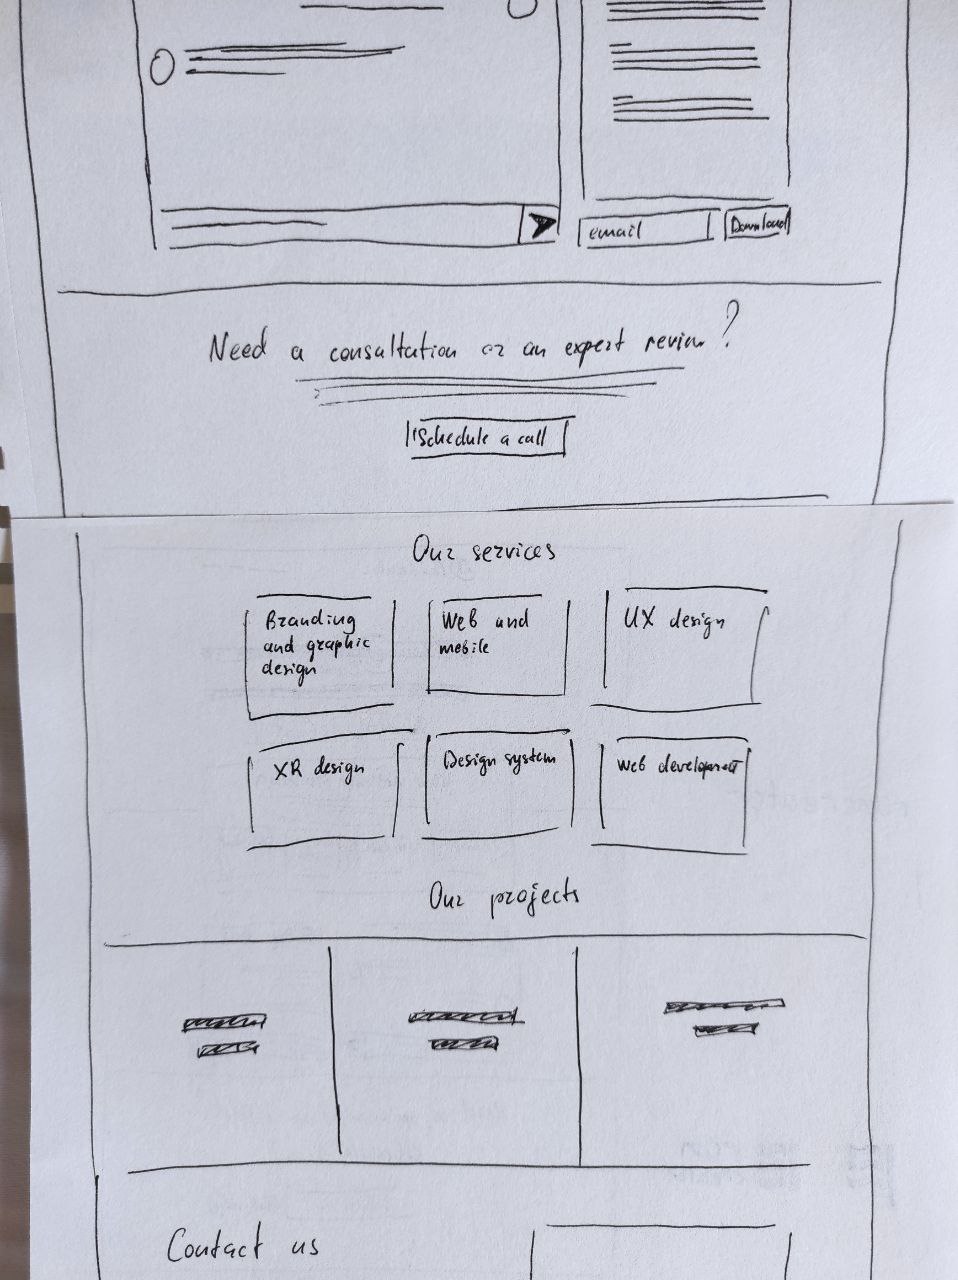 email
Download
Need a consultation or an expert review?
Schedule a call
Our services
Branding
and graphic
design
Web and
mobile
UX design
XR design
Design system
Web development
Our projects
Contact us